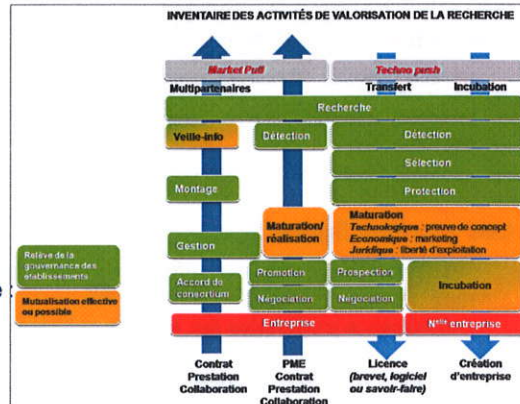 INVENTAIRE DES ACTIVITÉS DE VALORISATION DE LA RECHERCHE
Market Pull
Techno push
Multipartenaires
Transfert
Incubation
Recherche
Veille-info
Détection
Détection
Sélection
Protection
Montage
Maturation/
réalisation
Maturation
Technologique : preuve de concept
Economique : marketing
Juridique : liberté d'exploitation
Gestion
Relève de la
gouvernance des
établissements
Mutualisation effective
ou possible
e :
Accord de
consortium
Promotion
Prospection
Négociation
Négociation
Incubation
Entreprise
Nelle entreprise
Contrat
Prestation
Collaboration
PME
Contrat
Prestation
Collaboration
Licence
(brevet, logiciel
ou savoir-faire)
Création
d'entreprise